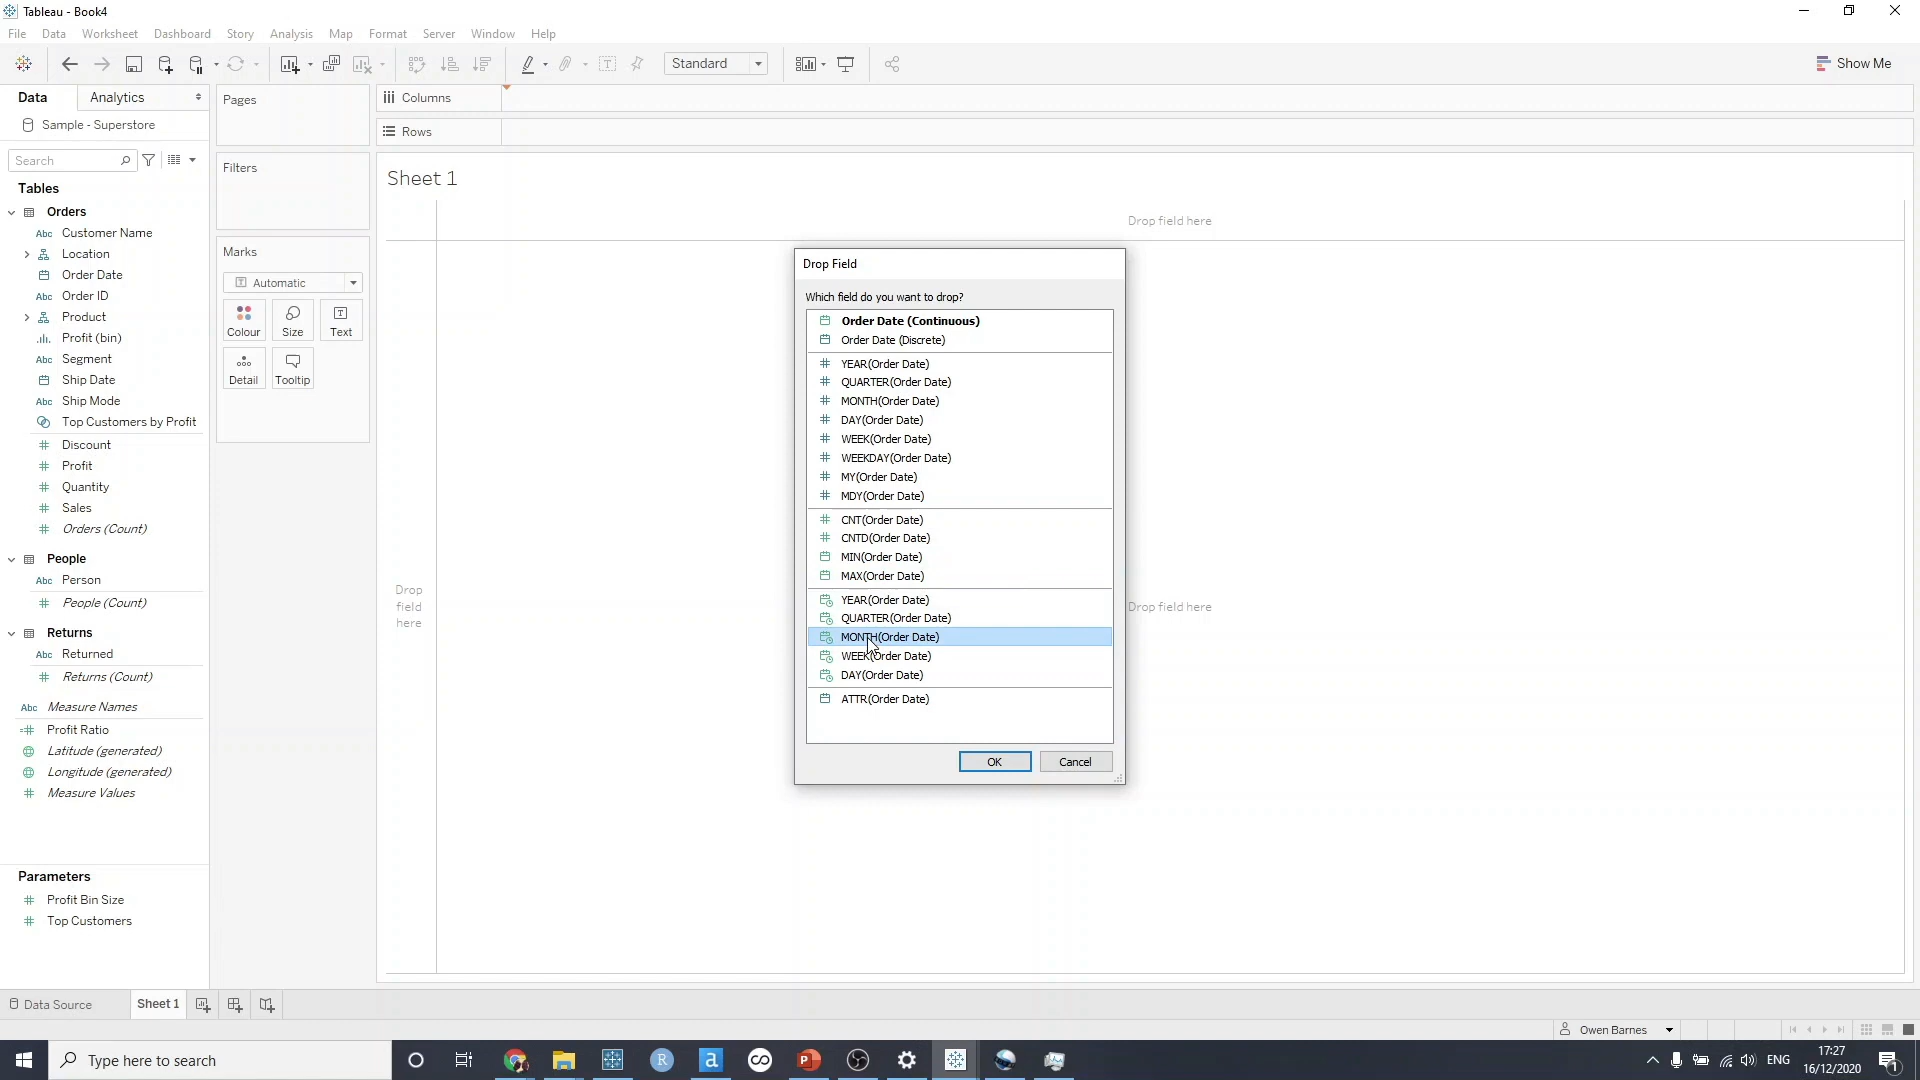 Tableau - Book4
File Data Worksheet Dashboard Story Analysis Map Format Server Window Help
Standard
Show Me
Data Analytics
Sample - Superstore
Search
Tables
Orders
Abc Customer Name
Location
Order Date
Abc Order ID
Product
Profit (bin)
Abc Segment
Ship Date
Abc Ship Mode
Top Customers by Profit
Discount
Profit
Quantity
Sales
Orders (Count)
People
Abc Person
People (Count)
Returns
Abc Returned
Returns (Count)
Abc Measure Names
Profit Ratio
Latitude (generated)
Longitude (generated)
Measure Values
Parameters
Profit Bin Size
Top Customers
Pages
Filters
Marks
Automatic
Colour Size Text
Detail Tooltip
Columns
Rows
Sheet 1
Drop field here
Drop
field
here
Drop field here
Drop Field
Which field do you want to drop?
Order Date (Continuous)
Order Date (Discrete)
YEAR(Order Date)
QUARTER(Order Date)
MONTH(Order Date)
DAY(Order Date)
WEEK(Order Date)
WEEKDAY(Order Date)
MY(Order Date)
MDY(Order Date)
CNT(Order Date)
CNTD(Order Date)
MIN(Order Date)
MAX(Order Date)
YEAR(Order Date)
QUARTER(Order Date)
MONTH(Order Date)
WEEK(Order Date)
DAY(Order Date)
ATTR(Order Date)
OK Cancel
Data Source Sheet 1
Owen Barnes
Type here to search
R
a
P
ENG
17:27
16/12/2020
1